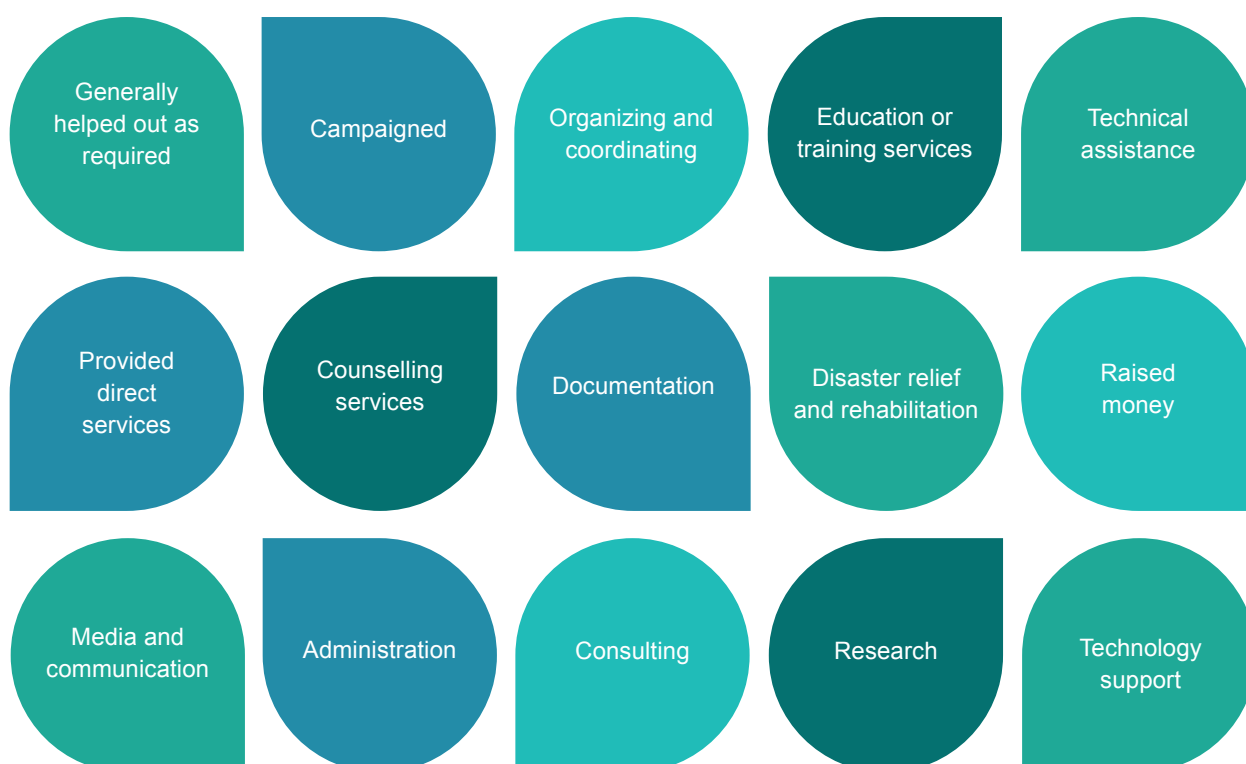 Generally
helped out as
required
Campaigned
Organizing and
coordinating
Education or
training services
Technical
assistance
Provided
direct
services
Counselling
services
Documentation
Disaster relief
and rehabilitation
Raised
money
Media and
communication
Administration
Consulting
Research
Technology
support